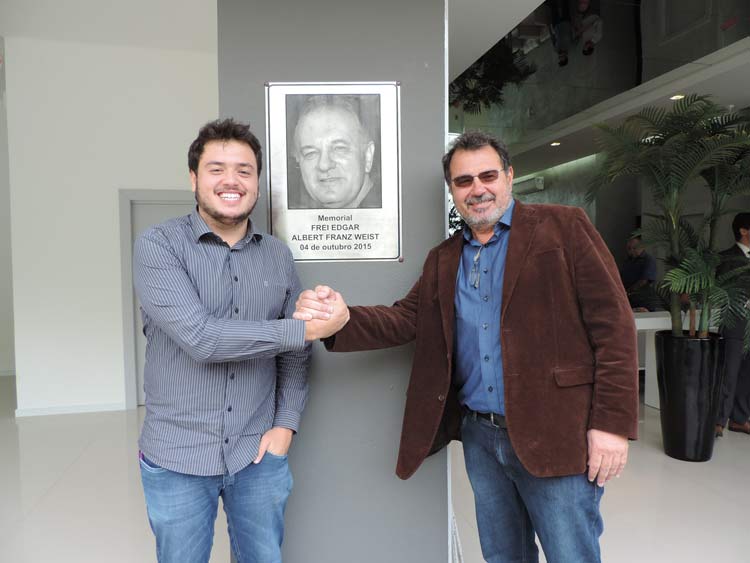 Memorial
FREI EDGAR
ALBERT FRANZ WEIST
04 de outubro 2015